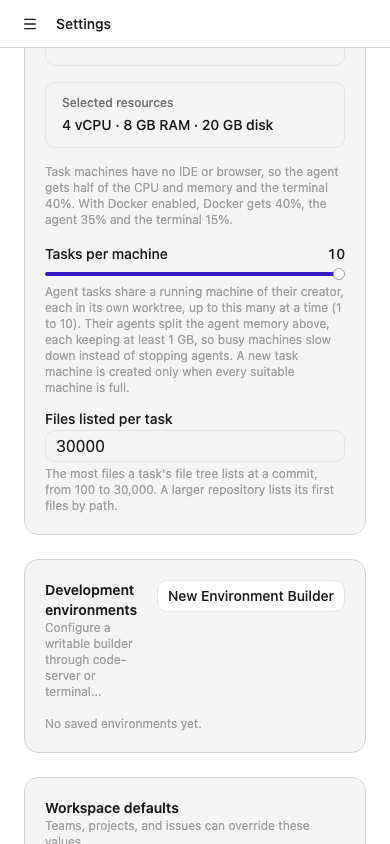 Settings
Selected resources
4 vCPU · 8 GB RAM · 20 GB disk
Task machines have no IDE or browser, so the agent
gets half of the CPU and memory and the terminal
40%. With Docker enabled, Docker gets 40%, the
agent 35% and the terminal 15%.
Tasks per machine 10
Agent tasks share a running machine of their creator,
each in its own worktree, up to this many at a time (1
to 10). Their agents split the agent memory above,
each keeping at least 1 GB, so busy machines slow
down instead of stopping agents. A new task
machine is created only when every suitable
machine is full.
Files listed per task
30000
The most files a task's file tree lists at a commit,
from 100 to 30,000. A larger repository lists its first
files by path.
Development
environments
New Environment Builder
Configure a
writable builder
through code-
server or
terminal...
No saved environments yet.
Workspace defaults
Teams, projects, and issues can override these
values.